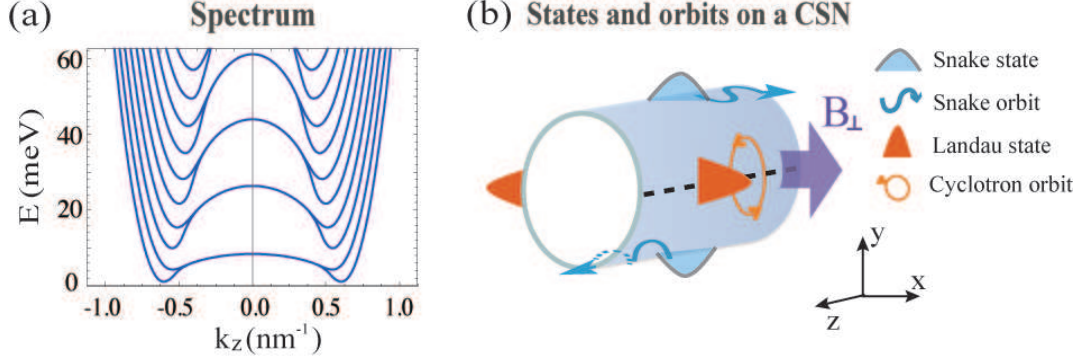 (a) Spectrum
60
40
20
0
E (meV)
-1.0 -0.5 0.0 0.5 1.0
k_z (nm⁻¹)
(b) States and orbits on a CSN
B⊥
Snake state
Snake orbit
Landau state
Cyclotron orbit
y
x
z